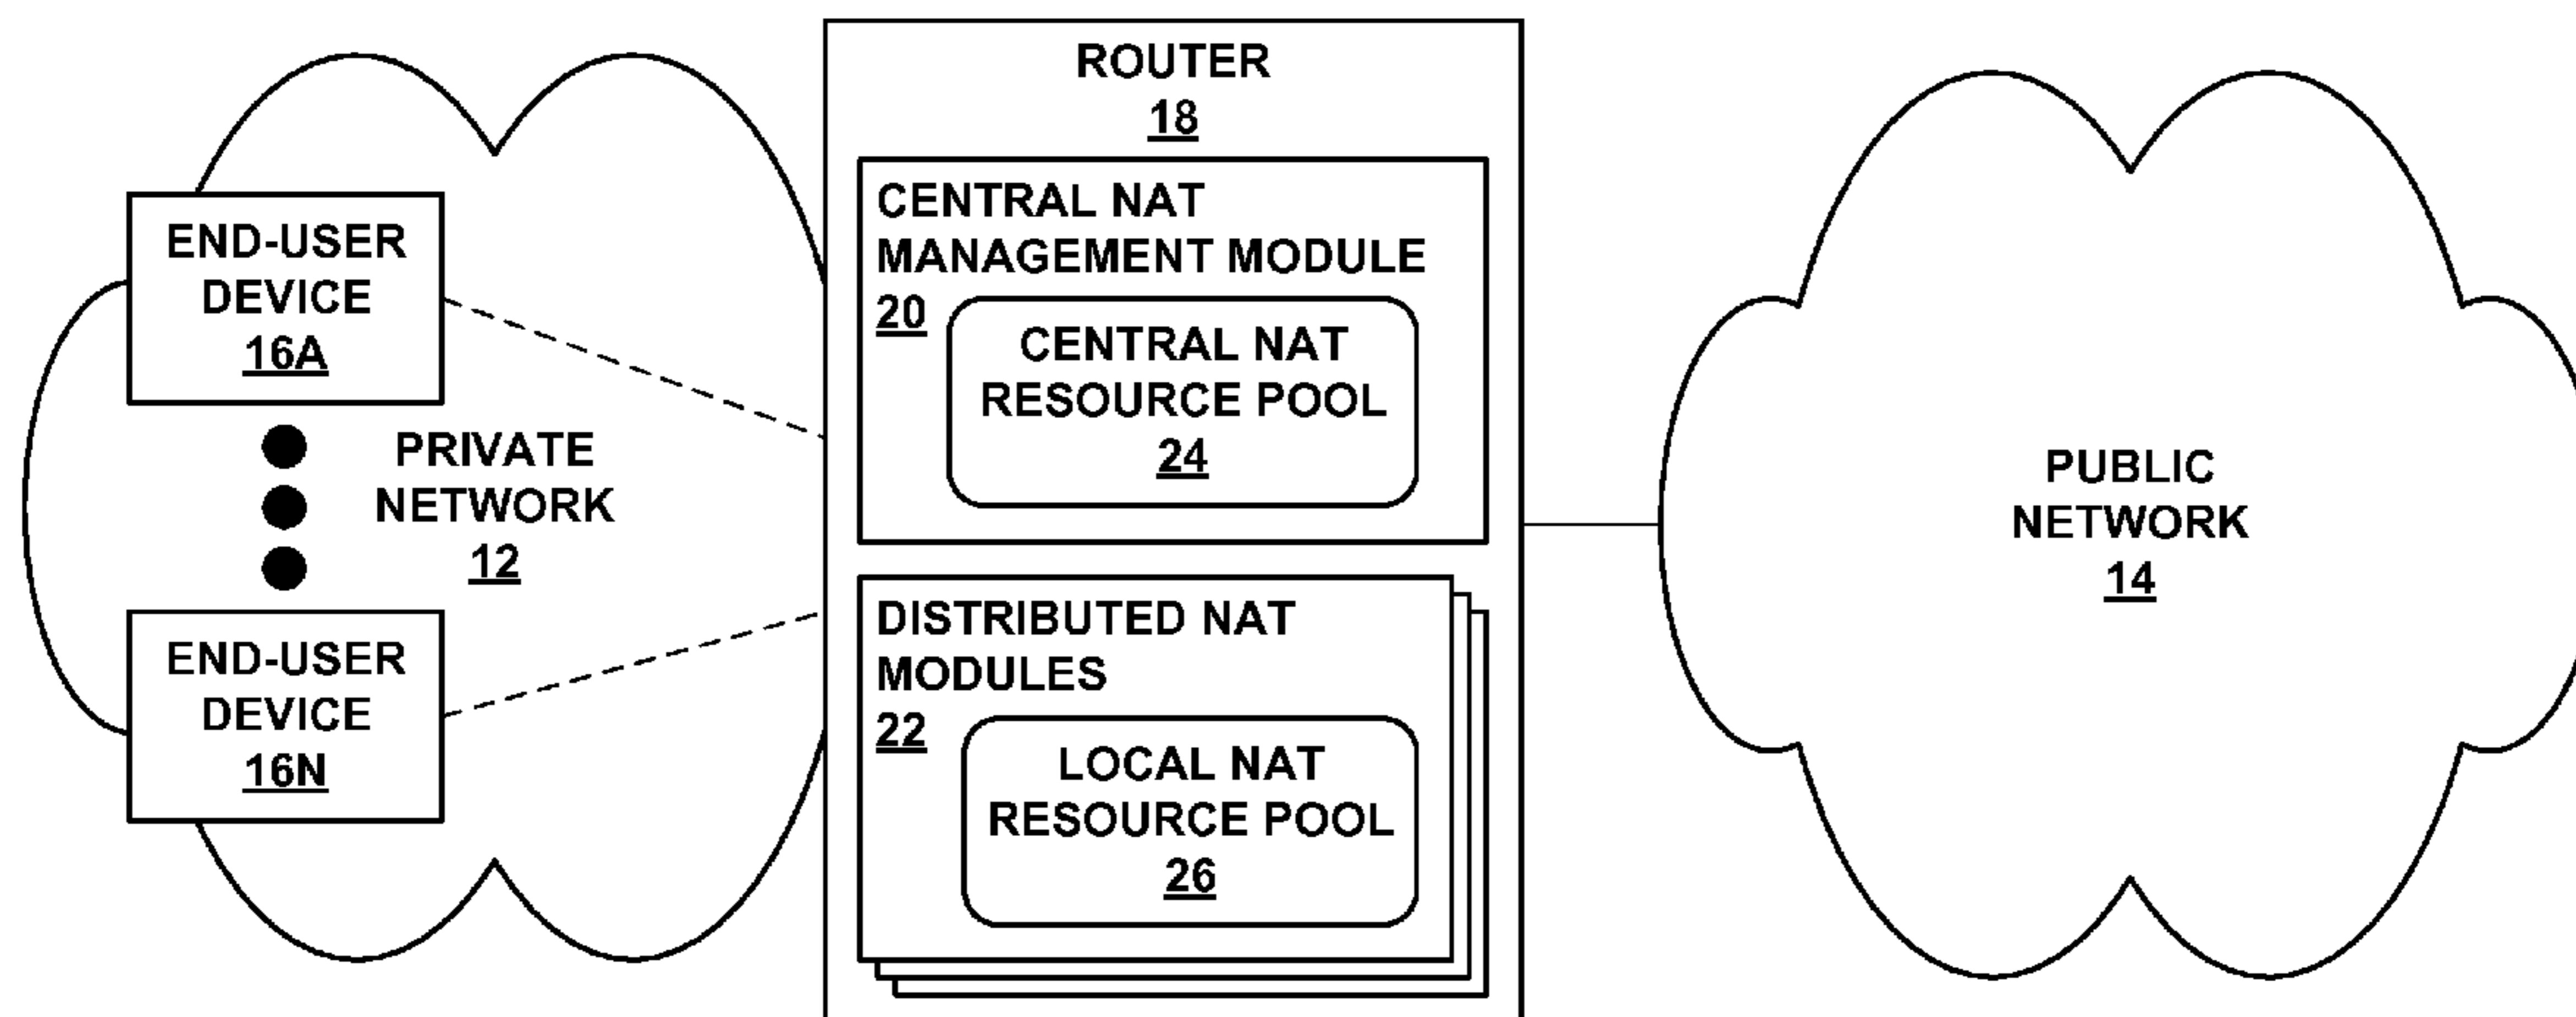 ROUTER
18
CENTRAL NAT
MANAGEMENT MODULE
20
CENTRAL NAT
RESOURCE POOL
24
END-USER
DEVICE
16A
PRIVATE
NETWORK
12
END-USER
DEVICE
16N
DISTRIBUTED NAT
MODULES
22
LOCAL NAT
RESOURCE POOL
26
PUBLIC
NETWORK
14